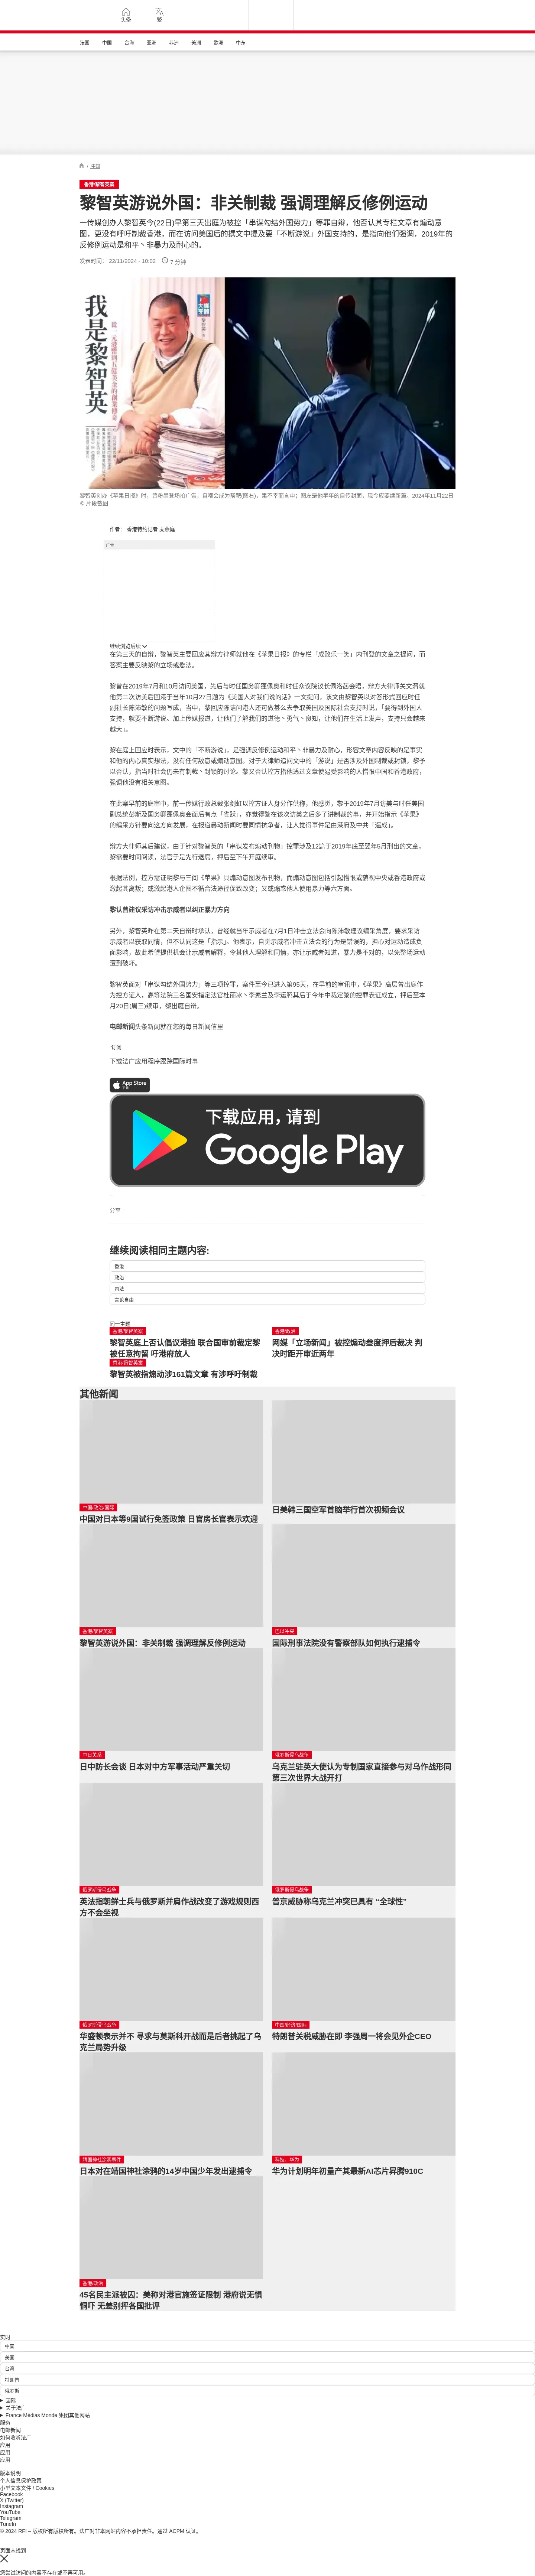 头条
繁
法国
中国
台海
亚洲
非洲
美洲
欧洲
中东
/ 中国
香港/黎智英案
黎智英游说外国：非关制裁 强调理解反修例运动
一传媒创办人黎智英今(22日)早第三天出庭为被控「串谋勾结外国势力」等罪自辩，他否认其专栏文章有煽动意
图，更没有呼吁制裁香港，而在访问美国后的撰文中提及要「不断游说」外国支持的，是指向他们强调，2019年的
反修例运动是和平丶非暴力及耐心的。
发表时间： 22/11/2024 - 10:02
7 分钟
我是黎智英
黎智英创办《苹果日报》时，曾粉墨登场拍广告，自嘲会成为箭靶(图右)，果不幸而言中；图左是他早年的自传封面，现今应要续新篇。2024年11月22日
© 片段截图
作者： 香港特约记者 麦燕庭
广告
继续浏览后续
在第三天的自辩，黎智英主要回应其辩方律师就他在《苹果日报》的专栏「成败乐一笑」内刊登的文章之提问，而
答案主要反映黎的立场或想法。
黎曾在2019年7月和10月访问美国，先后与时任国务卿蓬佩奥和时任众议院议长佩洛茜会晤，辩方大律师关文渭就
他第二次访美后回港于当年10月27日题为《美国人对我们说的话》一文提问，该文由黎智英以对答形式回应时任
副社长陈沛敏的问题写成，当中，黎回应陈诘问港人还可做甚么去争取美国及国际社会支持时说，「要得到外国人
支持，就要不断游说。加上传媒报道，让他们了解我们的道德丶勇气丶良知，让他们在生活上发声，支持只会越来
越大」。
黎在庭上回应时表示，文中的「不断游说」，是强调反修例运动和平丶非暴力及耐心，形容文章内容反映的是事实
和他的内心真实想法，没有任何敌意或煽动意图。对于大律师追问文中的「游说」是否涉及外国制裁或封锁，黎予
以否认，指当时社会仍未有制裁丶封锁的讨论。黎又否认控方指他透过文章使易受影响的人憎恨中国和香港政府，
强调他没有相关意图。
在此案早前的庭审中，前一传媒行政总裁张剑虹以控方证人身分作供称，他感觉，黎于2019年7月访美与时任美国
副总统彭斯及国务卿蓬佩奥会面后有点「雀跃」，亦觉得黎在该次访美之后多了讲制裁的事，并开始指示《苹果》
的编采方针要向这方向发展，在报道暴动新闻时要同情抗争者，让人觉得事件是由港府及中共「逼成」。
辩方大律师其后建议，由于针对黎智英的「串谋发布煽动刊物」控罪涉及12篇于2019年底至翌年5月刑出的文章，
黎需要时间阅读，法官于是先行退席，押后至下午开庭续审。
根据法例，控方需证明黎与三间《苹果》具煽动意图发布刊物，而煽动意图包括引起憎恨或藐视中央或香港政府或
激起其离叛；或激起港人企图不循合法途径促致改变；又或煽惑他人使用暴力等六方面。
黎认曾建议采访冲击示威者以纠正暴力方向
另外，黎智英昨在第二天自辩时承认，曾经就当年示威者在7月1日冲击立法会向陈沛敏建议编采角度，要求采访
示威者以获取同情，但不认同这是「指示」。他表示，自觉示威者冲击立法会的行为是错误的，担心对运动造成负
面影响，故此希望提供机会让示威者解释，令其他人理解和同情，亦让示威者知道，暴力是不对的，以免整场运动
遭到破坏。
黎智英面对「串谋勾结外国势力」等三项控罪，案件至今已进入第95天，在早前的审讯中，《苹果》高层曾出庭作
为控方证人，高等法院三名国安指定法官杜丽冰丶李素兰及李运腾其后于今年中裁定黎的控罪表证成立，押后至本
月20日(周三)续审，黎出庭自辩。
电邮新闻头条新闻就在您的每日新闻信里
订阅
下载法广应用程序跟踪国际时事
App Store
下载
下载应用，请到
Google Play
分享 :
继续阅读相同主题内容:
香港
政治
司法
言论自由
同一主题
香港/黎智英案
黎智英庭上否认倡议港独 联合国审前裁定黎
被任意拘留 吁港府放人
香港/政治
网媒「立场新闻」被控煽动叁度押后裁决 判
决时距开审近两年
香港/黎智英案
黎智英被指煽动涉161篇文章 有涉呼吁制裁
其他新闻
中国/政治/国际
中国对日本等9国试行免签政策 日官房长官表示欢迎
日美韩三国空军首脑举行首次视频会议
香港/黎智英案
黎智英游说外国：非关制裁 强调理解反修例运动
巴以冲突
国际刑事法院没有警察部队如何执行逮捕令
中日关系
日中防长会谈 日本对中方军事活动严重关切
俄罗斯侵乌战争
乌克兰驻英大使认为专制国家直接参与对乌作战形同
第三次世界大战开打
俄罗斯侵乌战争
英法指朝鲜士兵与俄罗斯并肩作战改变了游戏规则西
方不会坐视
俄罗斯侵乌战争
普京威胁称乌克兰冲突已具有 “全球性”
俄罗斯侵乌战争
华盛顿表示并不 寻求与莫斯科开战而是后者挑起了乌
克兰局势升级
中国/经济/国际
特朗普关税威胁在即 李强周一将会见外企CEO
靖国神社涂鸦事件
日本对在靖国神社涂鸦的14岁中国少年发出逮捕令
科技、华为
华为计划明年初量产其最新AI芯片昇腾910C
香港/政治
45名民主派被囚：美称对港官施签证限制 港府说无惧
恫吓 无差别抨各国批评
实时
中国
美国
台湾
特朗普
俄罗斯
国际
关于法广
France Médias Monde 集团其他网站
服务
电邮新闻
如何收听法广
应用
应用
应用
版本说明
个人信息保护政策
小型文本文件 / Cookies
Facebook
X (Twitter)
Instagram
YouTube
Telegram
TuneIn
© 2024 RFI – 版权所有版权所有。法广对非本网站内容不承担责任。通过 ACPM 认证。
页面未找到
您尝试访问的内容不存在或不再可用。